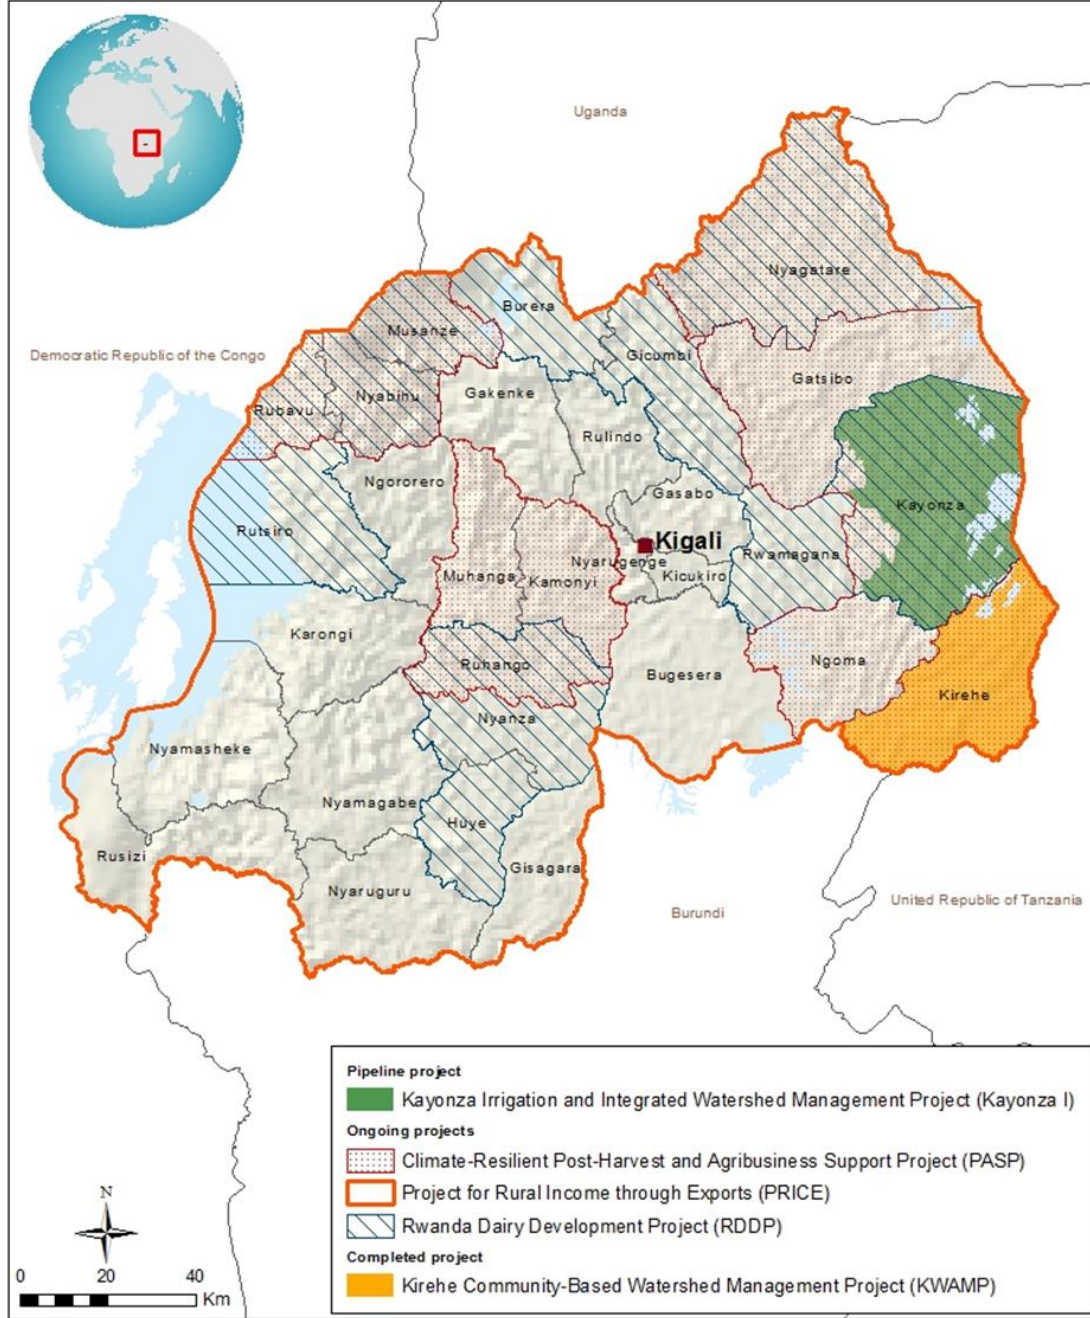 Uganda
Nyagatare
Burera
Musanze
Democratic Republic of the Congo
Gicumbi
Gatsibo
Gakenke
Nyabihu
Rubavu
Rulindo
Ngororero
Gasabo
Kayonza
Rutsiro
Kigali
Rwamagana
Nyarugenge
Muhanga
Kamonyi
Kicukiro
Karongi
Ruhango
Ngoma
Bugesera
Kirehe
Nyanza
Nyamasheke
Nyamagabe
Huye
Rusizi
Gisagara
Nyaruguru
United Republic of Tanzania
Burundi
Pipeline project
Kayonza Irrigation and Integrated Watershed Management Project (Kayonza I)
Ongoing projects
Climate-Resilient Post-Harvest and Agribusiness Support Project (PASP)
Project for Rural Income through Exports (PRICE)
Rwanda Dairy Development Project (RDDP)
Completed project
Kirehe Community-Based Watershed Management Project (KWAMP)
N
0 20 40
Km